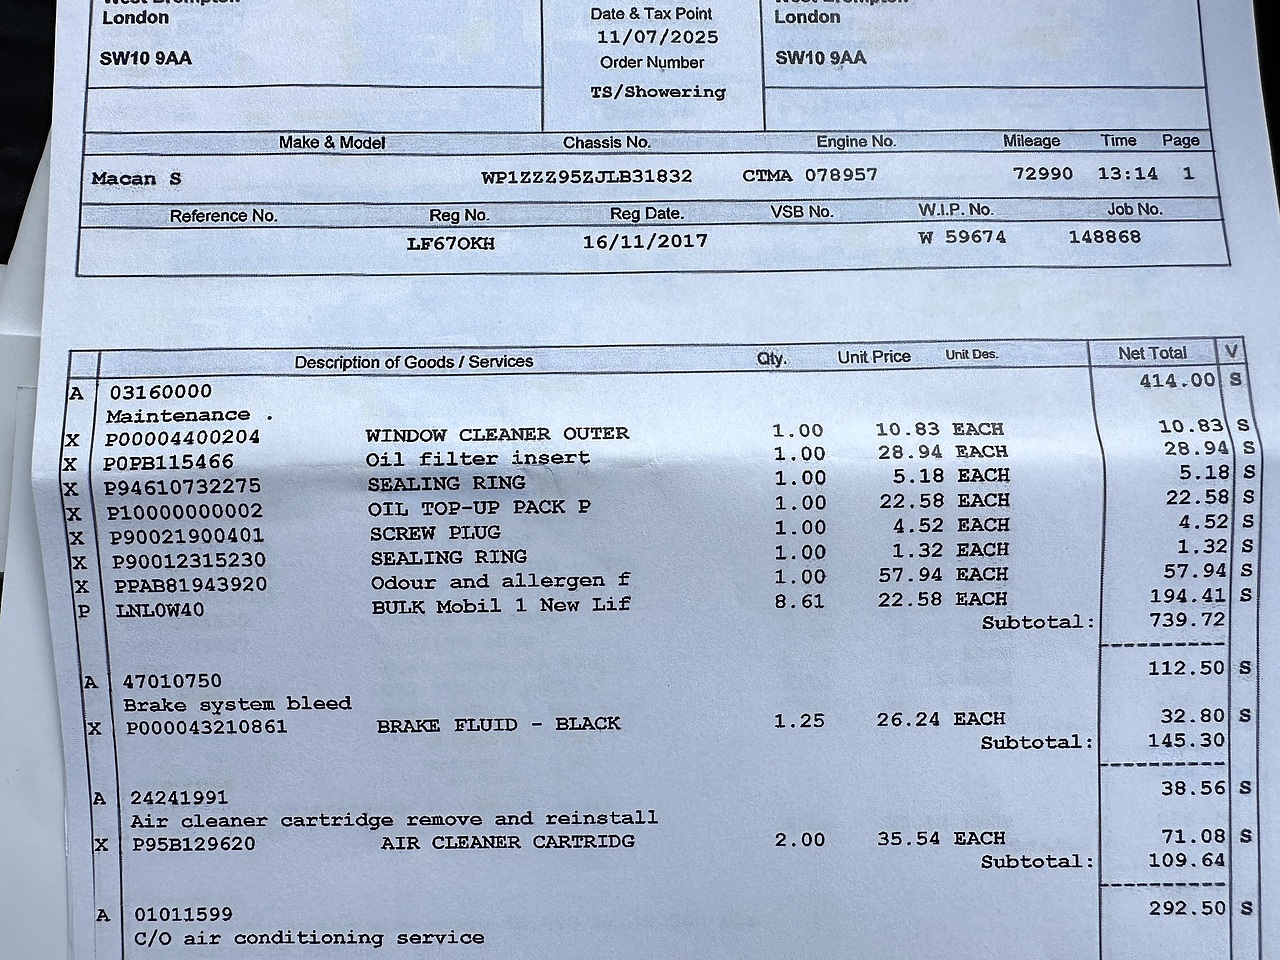 London London
SW10 9AA SW10 9AA
Date & Tax Point
11/07/2025
Order Number
TS/Showering
Make & Model Chassis No. Engine No. Mileage Time Page
Macan S WP1ZZZ95ZJLB31832 CTMA 078957 72990 13:14 1
Reference No. Reg No. Reg Date. VSB No. W.I.P. No. Job No.
LF67OKH 16/11/2017 W 59674 148868
Description of Goods / Services Qty. Unit Price Unit Des. Net Total V
A 03160000 414.00 S
Maintenance .
X P00004400204 WINDOW CLEANER OUTER 1.00 10.83 EACH 10.83 S
X P0PB115466 Oil filter insert 1.00 28.94 EACH 28.94 S
X P94610732275 SEALING RING 1.00 5.18 EACH 5.18 S
X P10000000002 OIL TOP-UP PACK P 1.00 22.58 EACH 22.58 S
X P90021900401 SCREW PLUG 1.00 4.52 EACH 4.52 S
X P90012315230 SEALING RING 1.00 1.32 EACH 1.32 S
X PPAB81943920 Odour and allergen f 1.00 57.94 EACH 57.94 S
P LNL0W40 BULK Mobil 1 New Lif 8.61 22.58 EACH 194.41 S
Subtotal: 739.72
A 47010750 112.50 S
Brake system bleed
X P000043210861 BRAKE FLUID - BLACK 1.25 26.24 EACH 32.80 S
Subtotal: 145.30
A 24241991 38.56 S
Air cleaner cartridge remove and reinstall
X P95B129620 AIR CLEANER CARTRIDG 2.00 35.54 EACH 71.08 S
Subtotal: 109.64
A 01011599 292.50 S
C/O air conditioning service